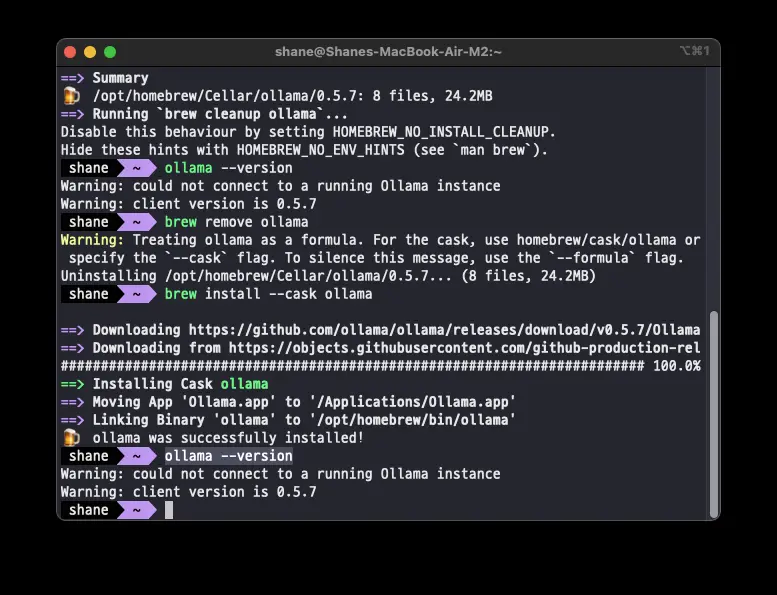 shane@Shanes-MacBook-Air-M2:~
⌥⌘1
==> Summary
🍺 /opt/homebrew/Cellar/ollama/0.5.7: 8 files, 24.2MB
==> Running `brew cleanup ollama`...
Disable this behaviour by setting HOMEBREW_NO_INSTALL_CLEANUP.
Hide these hints with HOMEBREW_NO_ENV_HINTS (see `man brew`).
shane ~ ollama --version
Warning: could not connect to a running Ollama instance
Warning: client version is 0.5.7
shane ~ brew remove ollama
Warning: Treating ollama as a formula. For the cask, use homebrew/cask/ollama or
specify the `--cask` flag. To silence this message, use the `--formula` flag.
Uninstalling /opt/homebrew/Cellar/ollama/0.5.7... (8 files, 24.2MB)
shane ~ brew install --cask ollama
==> Downloading https://github.com/ollama/ollama/releases/download/v0.5.7/Ollama
==> Downloading from https://objects.githubusercontent.com/github-production-rel
######################################################################### 100.0%
==> Installing Cask ollama
==> Moving App 'Ollama.app' to '/Applications/Ollama.app'
==> Linking Binary 'ollama' to '/opt/homebrew/bin/ollama'
🍺 ollama was successfully installed!
shane ~ ollama --version
Warning: could not connect to a running Ollama instance
Warning: client version is 0.5.7
shane ~